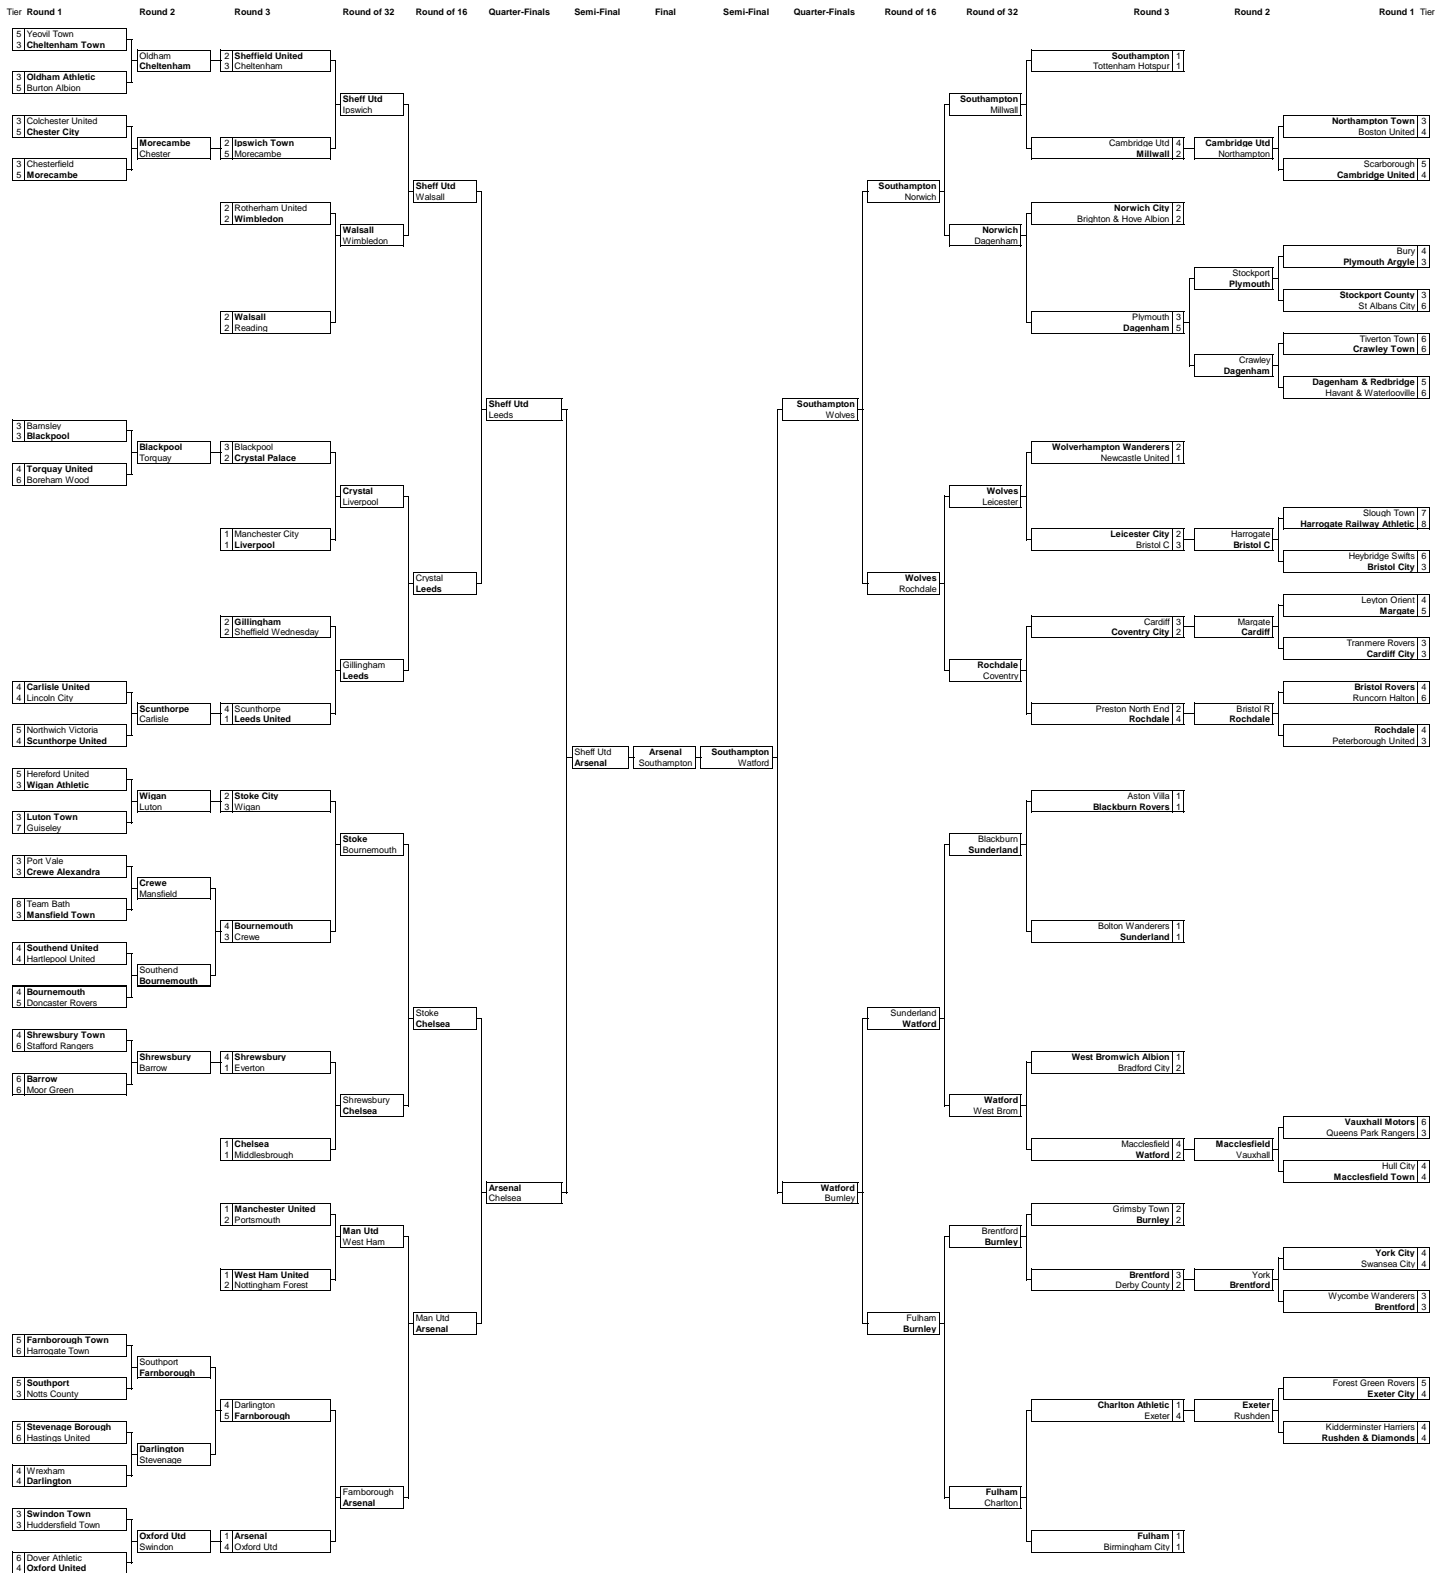 Tier Round 1 Round 2 Round 3 Round of 32 Round of 16 Quarter-Finals Semi-Final Final Semi-Final Quarter-Finals Round of 16 Round of 32 Round 3 Round 2 Round 1 Tier
5 Yeovil Town
3 Cheltenham Town
3 Oldham Athletic
5 Burton Albion
3 Colchester United
5 Chester City
3 Chesterfield
5 Morecambe
3 Barnsley
3 Blackpool
4 Torquay United
6 Boreham Wood
4 Carlisle United
4 Lincoln City
5 Northwich Victoria
4 Scunthorpe United
5 Hereford United
3 Wigan Athletic
3 Luton Town
7 Guiseley
3 Port Vale
3 Crewe Alexandra
8 Team Bath
3 Mansfield Town
4 Southend United
4 Hartlepool United
4 Bournemouth
5 Doncaster Rovers
4 Shrewsbury Town
6 Stafford Rangers
6 Barrow
6 Moor Green
5 Farnborough Town
6 Harrogate Town
5 Southport
3 Notts County
5 Stevenage Borough
6 Hastings United
4 Wrexham
4 Darlington
3 Swindon Town
3 Huddersfield Town
6 Dover Athletic
4 Oxford United
Oldham
Cheltenham
Morecambe
Chester
Blackpool
Torquay
Scunthorpe
Carlisle
Wigan
Luton
Crewe
Mansfield
Southend
Bournemouth
Shrewsbury
Barrow
Southport
Farnborough
Darlington
Stevenage
Oxford Utd
Swindon
2 Sheffield United
3 Cheltenham
2 Ipswich Town
5 Morecambe
2 Rotherham United
2 Wimbledon
2 Walsall
2 Reading
3 Blackpool
2 Crystal Palace
1 Manchester City
1 Liverpool
2 Gillingham
2 Sheffield Wednesday
4 Scunthorpe
1 Leeds United
2 Stoke City
3 Wigan
4 Bournemouth
3 Crewe
4 Shrewsbury
1 Everton
1 Chelsea
1 Middlesbrough
1 Manchester United
2 Portsmouth
1 West Ham United
2 Nottingham Forest
4 Darlington
5 Farnborough
1 Arsenal
4 Oxford Utd
Sheff Utd
Ipswich
Walsall
Wimbledon
Crystal
Liverpool
Gillingham
Leeds
Stoke
Bournemouth
Shrewsbury
Chelsea
Man Utd
West Ham
Farnborough
Arsenal
Sheff Utd
Walsall
Crystal
Leeds
Stoke
Chelsea
Man Utd
Arsenal
Sheff Utd
Leeds
Arsenal
Chelsea
Sheff Utd
Arsenal
Arsenal
Southampton
Southampton
Watford
Southampton
Wolves
Watford
Burnley
Southampton
Norwich
Wolves
Rochdale
Sunderland
Watford
Fulham
Burnley
Southampton
Millwall
Norwich
Dagenham
Wolves
Leicester
Rochdale
Coventry
Blackburn
Sunderland
Watford
West Brom
Brentford
Burnley
Fulham
Charlton
Southampton 1
Tottenham Hotspur 1
Cambridge Utd 4
Millwall 2
Norwich City 2
Brighton & Hove Albion 2
Plymouth 3
Dagenham 5
Wolverhampton Wanderers 2
Newcastle United 1
Leicester City 2
Bristol C 3
Cardiff 3
Coventry City 2
Preston North End 2
Rochdale 4
Aston Villa 1
Blackburn Rovers 1
Bolton Wanderers 1
Sunderland 1
West Bromwich Albion 1
Bradford City 2
Macclesfield 4
Watford 2
Grimsby Town 2
Burnley 2
Brentford 3
Derby County 2
Charlton Athletic 1
Exeter 4
Fulham 1
Birmingham City 1
Cambridge Utd
Northampton
Stockport
Plymouth
Crawley
Dagenham
Harrogate
Bristol C
Margate
Cardiff
Bristol R
Rochdale
Macclesfield
Vauxhall
York
Brentford
Exeter
Rushden
Northampton Town 3
Boston United 4
Scarborough 5
Cambridge United 4
Bury 4
Plymouth Argyle 3
Stockport County 3
St Albans City 6
Tiverton Town 6
Crawley Town 6
Dagenham & Redbridge 5
Havant & Waterlooville 6
Slough Town 7
Harrogate Railway Athletic 8
Heybridge Swifts 6
Bristol City 3
Leyton Orient 4
Margate 5
Tranmere Rovers 3
Cardiff City 3
Bristol Rovers 4
Runcorn Halton 6
Rochdale 4
Peterborough United 3
Vauxhall Motors 6
Queens Park Rangers 3
Hull City 4
Macclesfield Town 4
York City 4
Swansea City 4
Wycombe Wanderers 3
Brentford 3
Forest Green Rovers 5
Exeter City 4
Kidderminster Harriers 4
Rushden & Diamonds 4